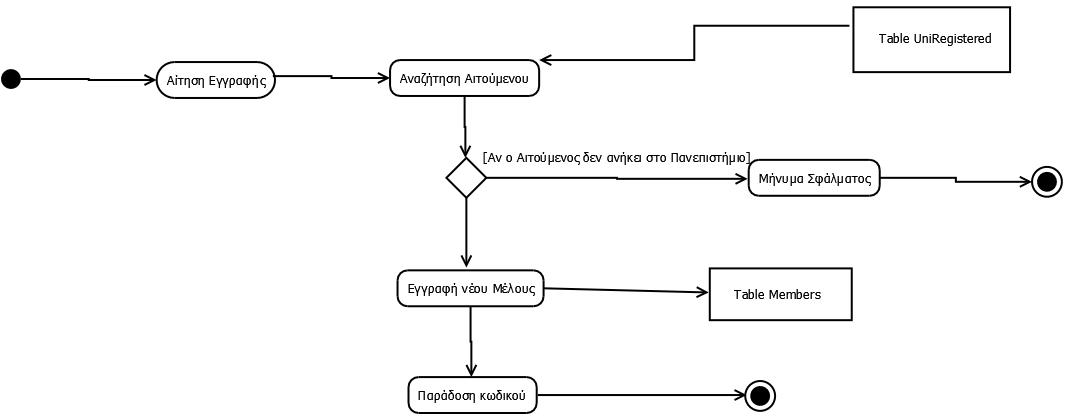 Table UniRegistered
Αίτηση Εγγραφής
Αναζήτηση Αιτούμενου
[Αν ο Αιτούμενος δεν ανήκει στο Πανεπιστήμιο]
Μήνυμα Σφάλματος
Εγγραφή νέου Μέλους
Table Members
Παράδοση κωδικού